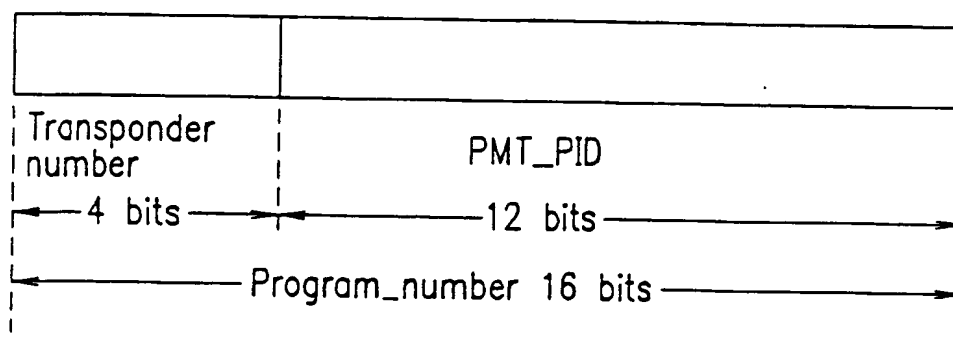 Transponder
number
PMT_PID
4 bits
12 bits
Program_number 16 bits